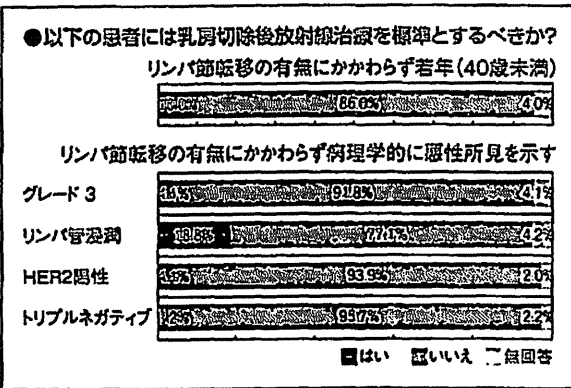 ●以下の患者には乳房切除後放射線治療を標準とするべきか?
リンパ節転移の有無にかかわらず若年(40歳未満)
86.0% 4.0%
リンパ節転移の有無にかかわらず病理学的に悪性所見を示す
グレード 3 91.8% 4.1%
リンパ管浸潤 18.8% 77.1% 4.2%
HER2陽性 93.9% 2.0%
トリプルネガティブ 2.2%
はい いいえ 無回答